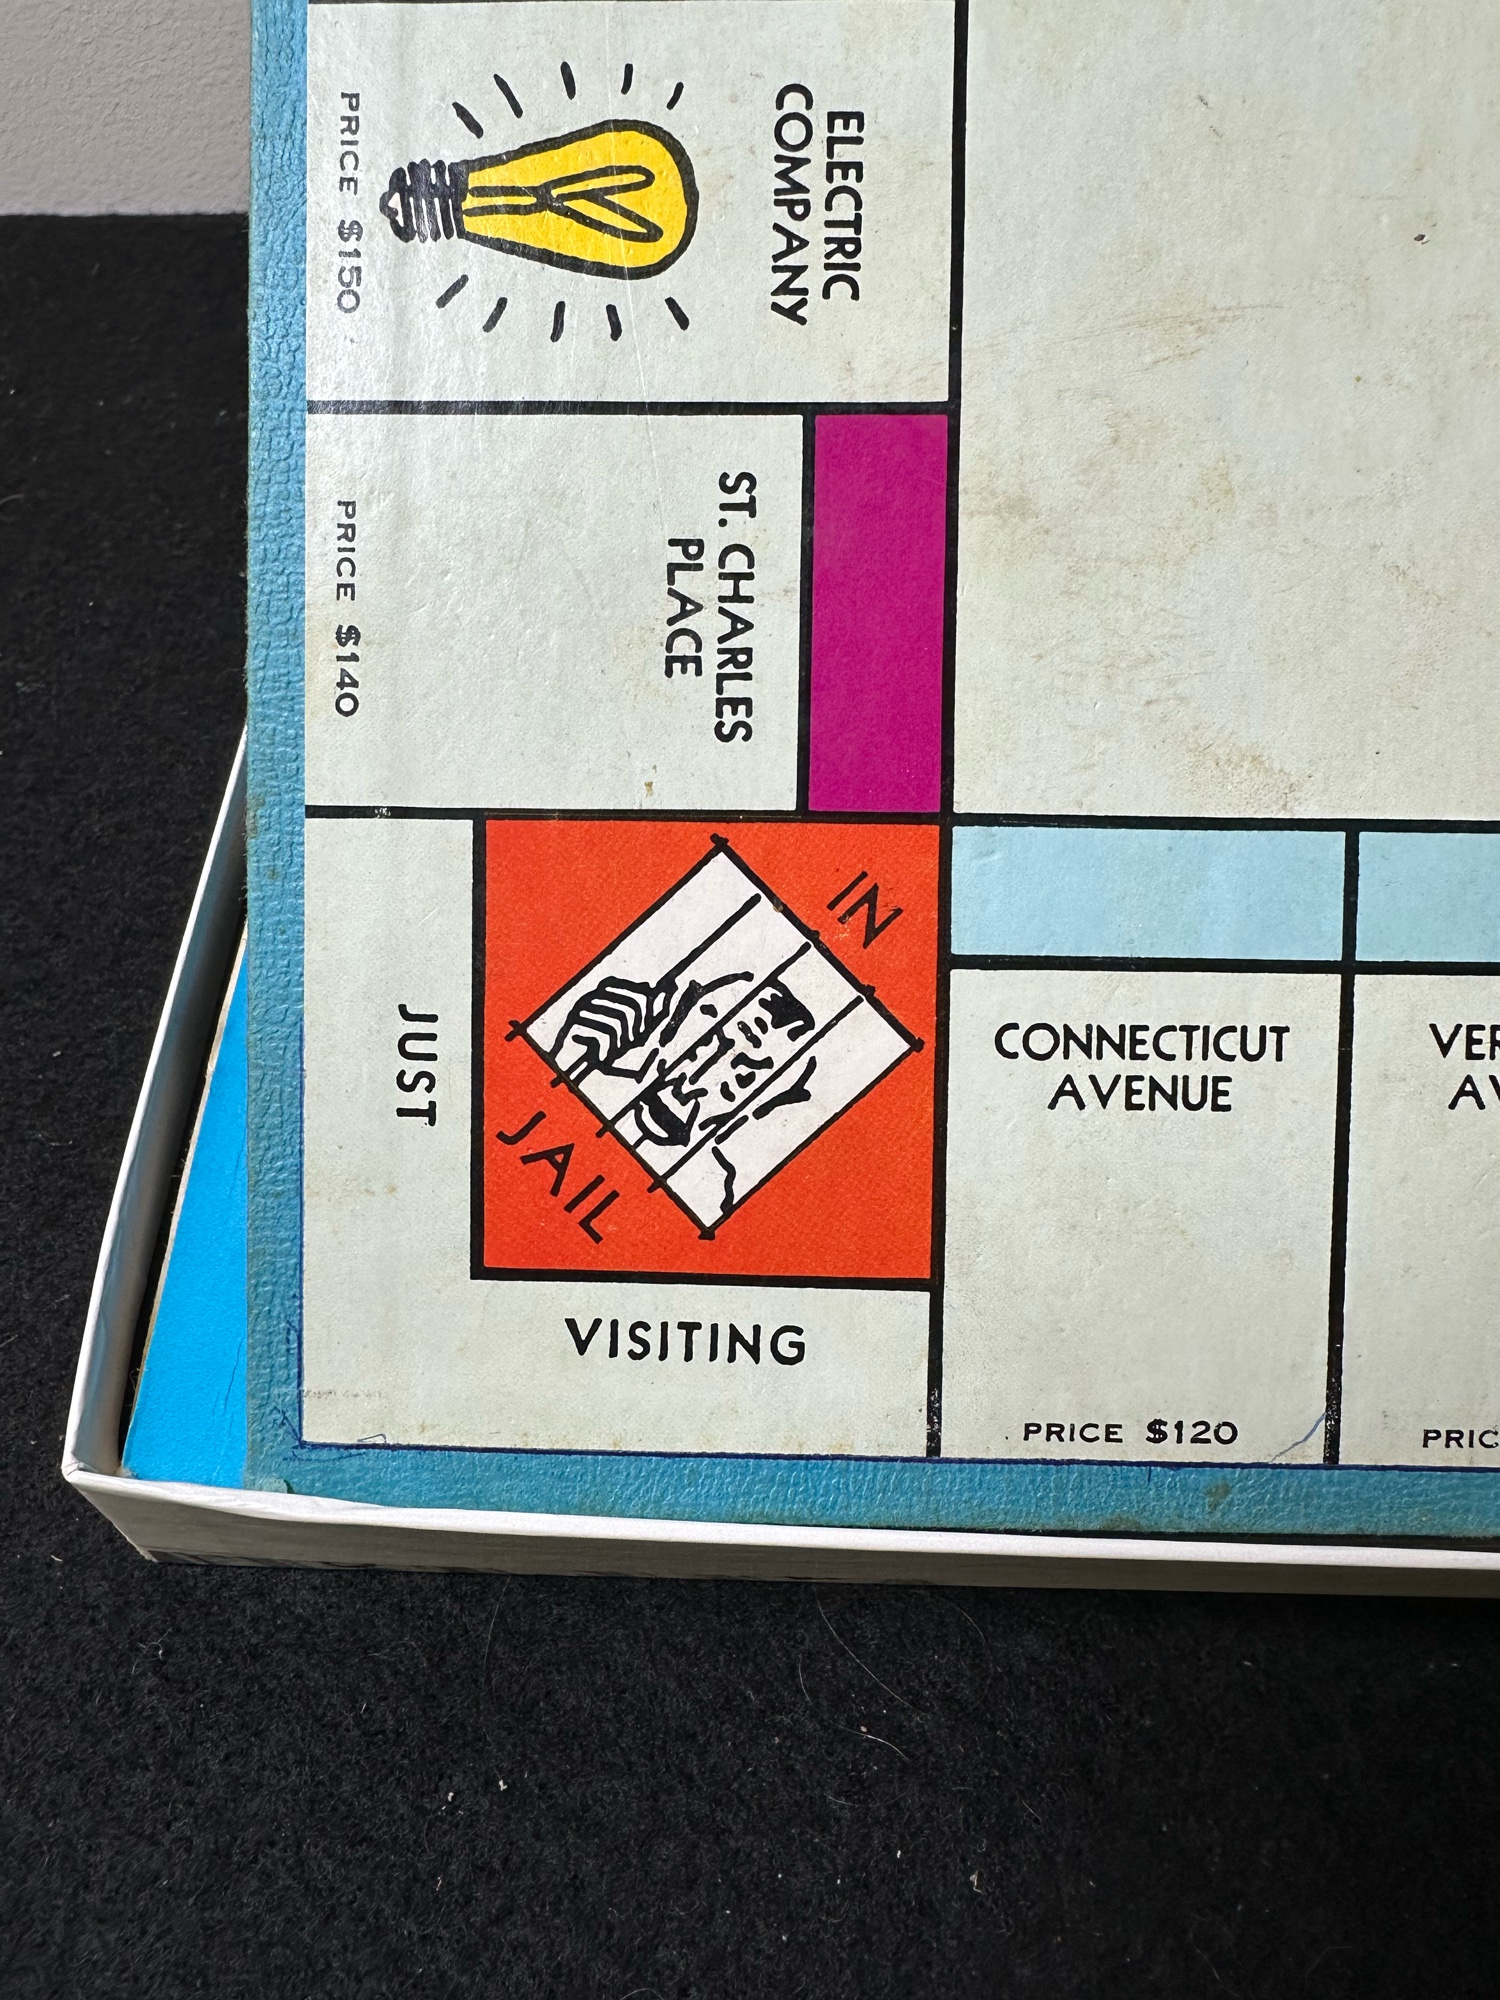 ELECTRIC
COMPANY
PRICE $150
ST. CHARLES
PLACE
PRICE $140
IN
JAIL
JUST
VISITING
CONNECTICUT
AVENUE
PRICE $120